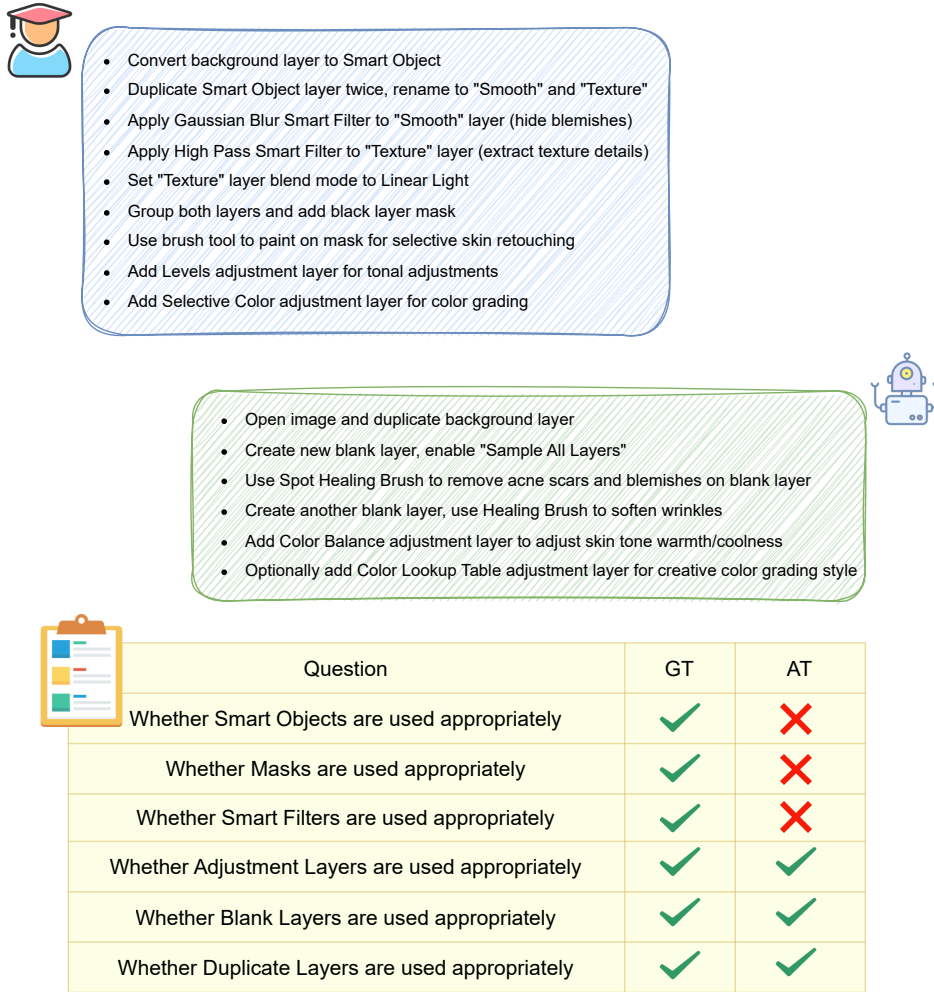 Convert background layer to Smart Object
Duplicate Smart Object layer twice, rename to "Smooth" and "Texture"
Apply Gaussian Blur Smart Filter to "Smooth" layer (hide blemishes)
Apply High Pass Smart Filter to "Texture" layer (extract texture details)
Set "Texture" layer blend mode to Linear Light
Group both layers and add black layer mask
Use brush tool to paint on mask for selective skin retouching
Add Levels adjustment layer for tonal adjustments
Add Selective Color adjustment layer for color grading
Open image and duplicate background layer
Create new blank layer, enable "Sample All Layers"
Use Spot Healing Brush to remove acne scars and blemishes on blank layer
Create another blank layer, use Healing Brush to soften wrinkles
Add Color Balance adjustment layer to adjust skin tone warmth/coolness
Optionally add Color Lookup Table adjustment layer for creative color grading style
Question GT AT
Whether Smart Objects are used appropriately
Whether Masks are used appropriately
Whether Smart Filters are used appropriately
Whether Adjustment Layers are used appropriately
Whether Blank Layers are used appropriately
Whether Duplicate Layers are used appropriately